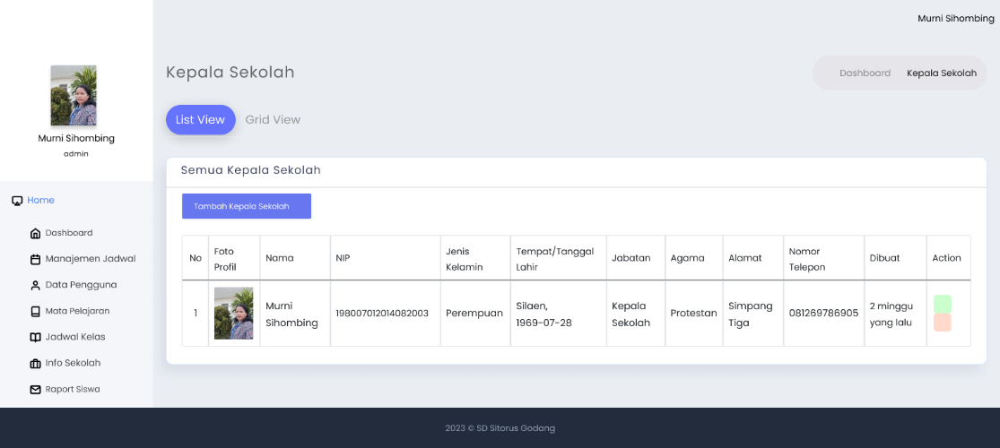 Murni Sihombing
Murni Sihombing
admin
Home
Dashboard
Manajemen Jadwal
Data Pengguna
Mata Pelajaran
Jadwal Kelas
Info Sekolah
Raport Siswa
Kepala Sekolah
Dashboard Kepala Sekolah
List View Grid View
Semua Kepala Sekolah
Tambah Kepala Sekolah
No Foto Profil Nama NIP Jenis Kelamin Tempat/Tanggal Lahir Jabatan Agama Alamat Nomor Telepon Dibuat Action
1 Murni Sihombing 198007012014082003 Perempuan Silaen, 1969-07-28 Kepala Sekolah Protestan Simpang Tiga 081269786905 2 minggu yang lalu
2023 © SD Sitorus Godang